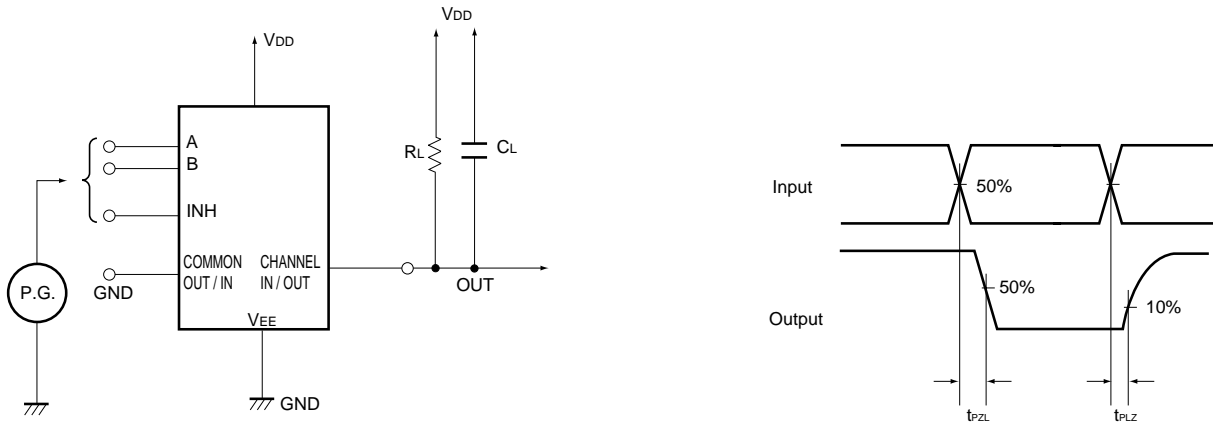 VDD
VDD
A
B
INH
RL
CL
COMMON
OUT / IN
CHANNEL
IN / OUT
GND
P.G.
OUT
VEE
GND
Input
50%
Output
50%
10%
tPZL
tPLZ